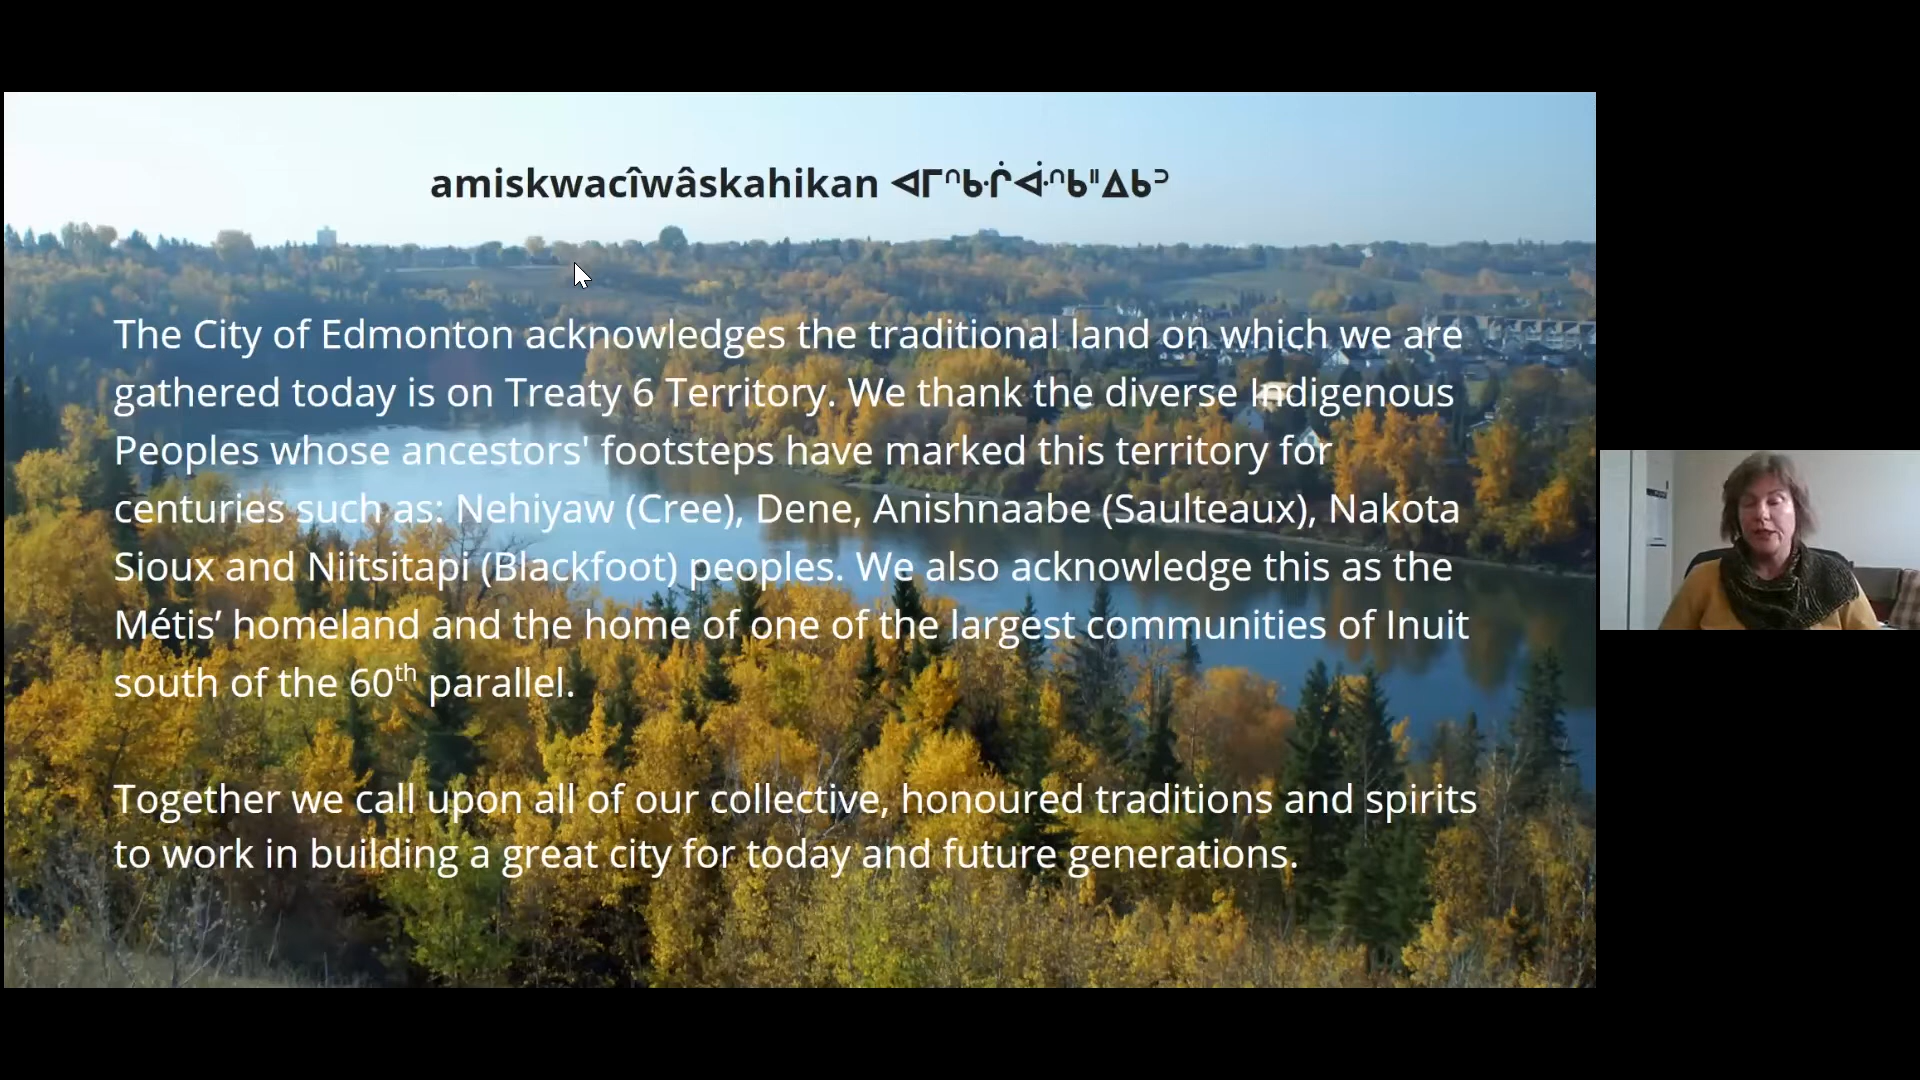 amiskwacîwâskahikan ᐊᒥᐢᑿᒌᐚᐢᑲᐦᐃᑲᐣ
The City of Edmonton acknowledges the traditional land on which we are
gathered today is on Treaty 6 Territory. We thank the diverse Indigenous
Peoples whose ancestors' footsteps have marked this territory for
centuries such as: Nehiyaw (Cree), Dene, Anishnaabe (Saulteaux), Nakota
Sioux and Niitsitapi (Blackfoot) peoples. We also acknowledge this as the
Métis’ homeland and the home of one of the largest communities of Inuit
south of the 60th parallel.
Together we call upon all of our collective, honoured traditions and spirits
to work in building a great city for today and future generations.